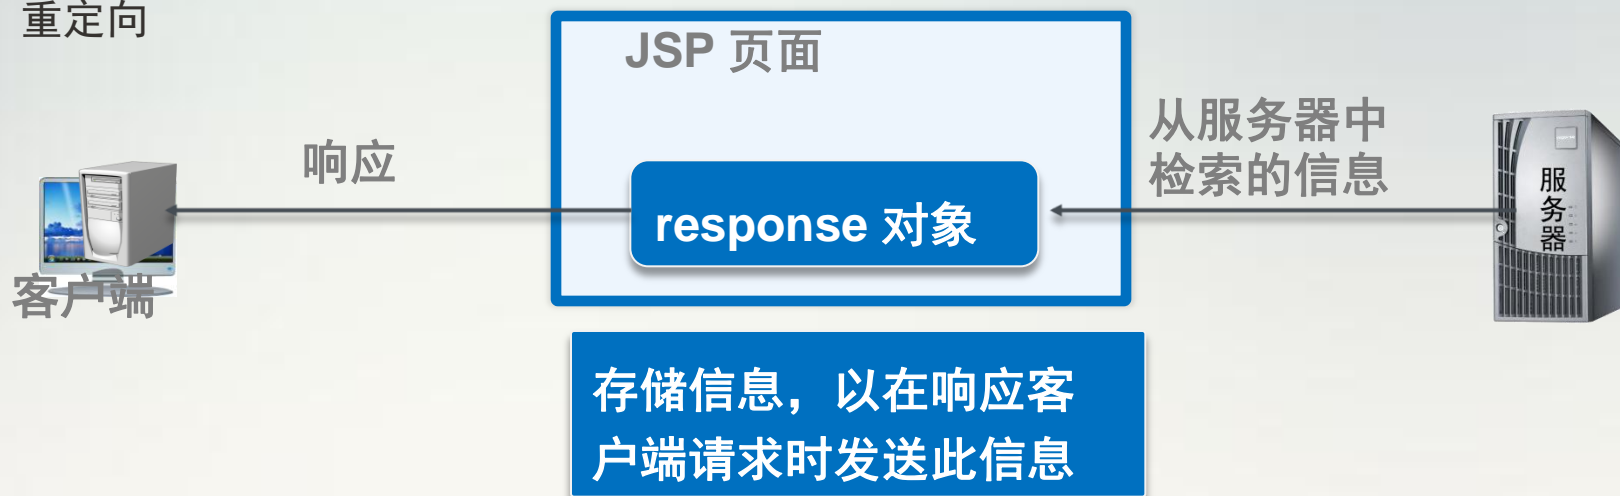 重定向
JSP 页面
从服务器中
检索的信息
响应
response 对象
服
务
器
客户端
存储信息，以在响应客
户端请求时发送此信息